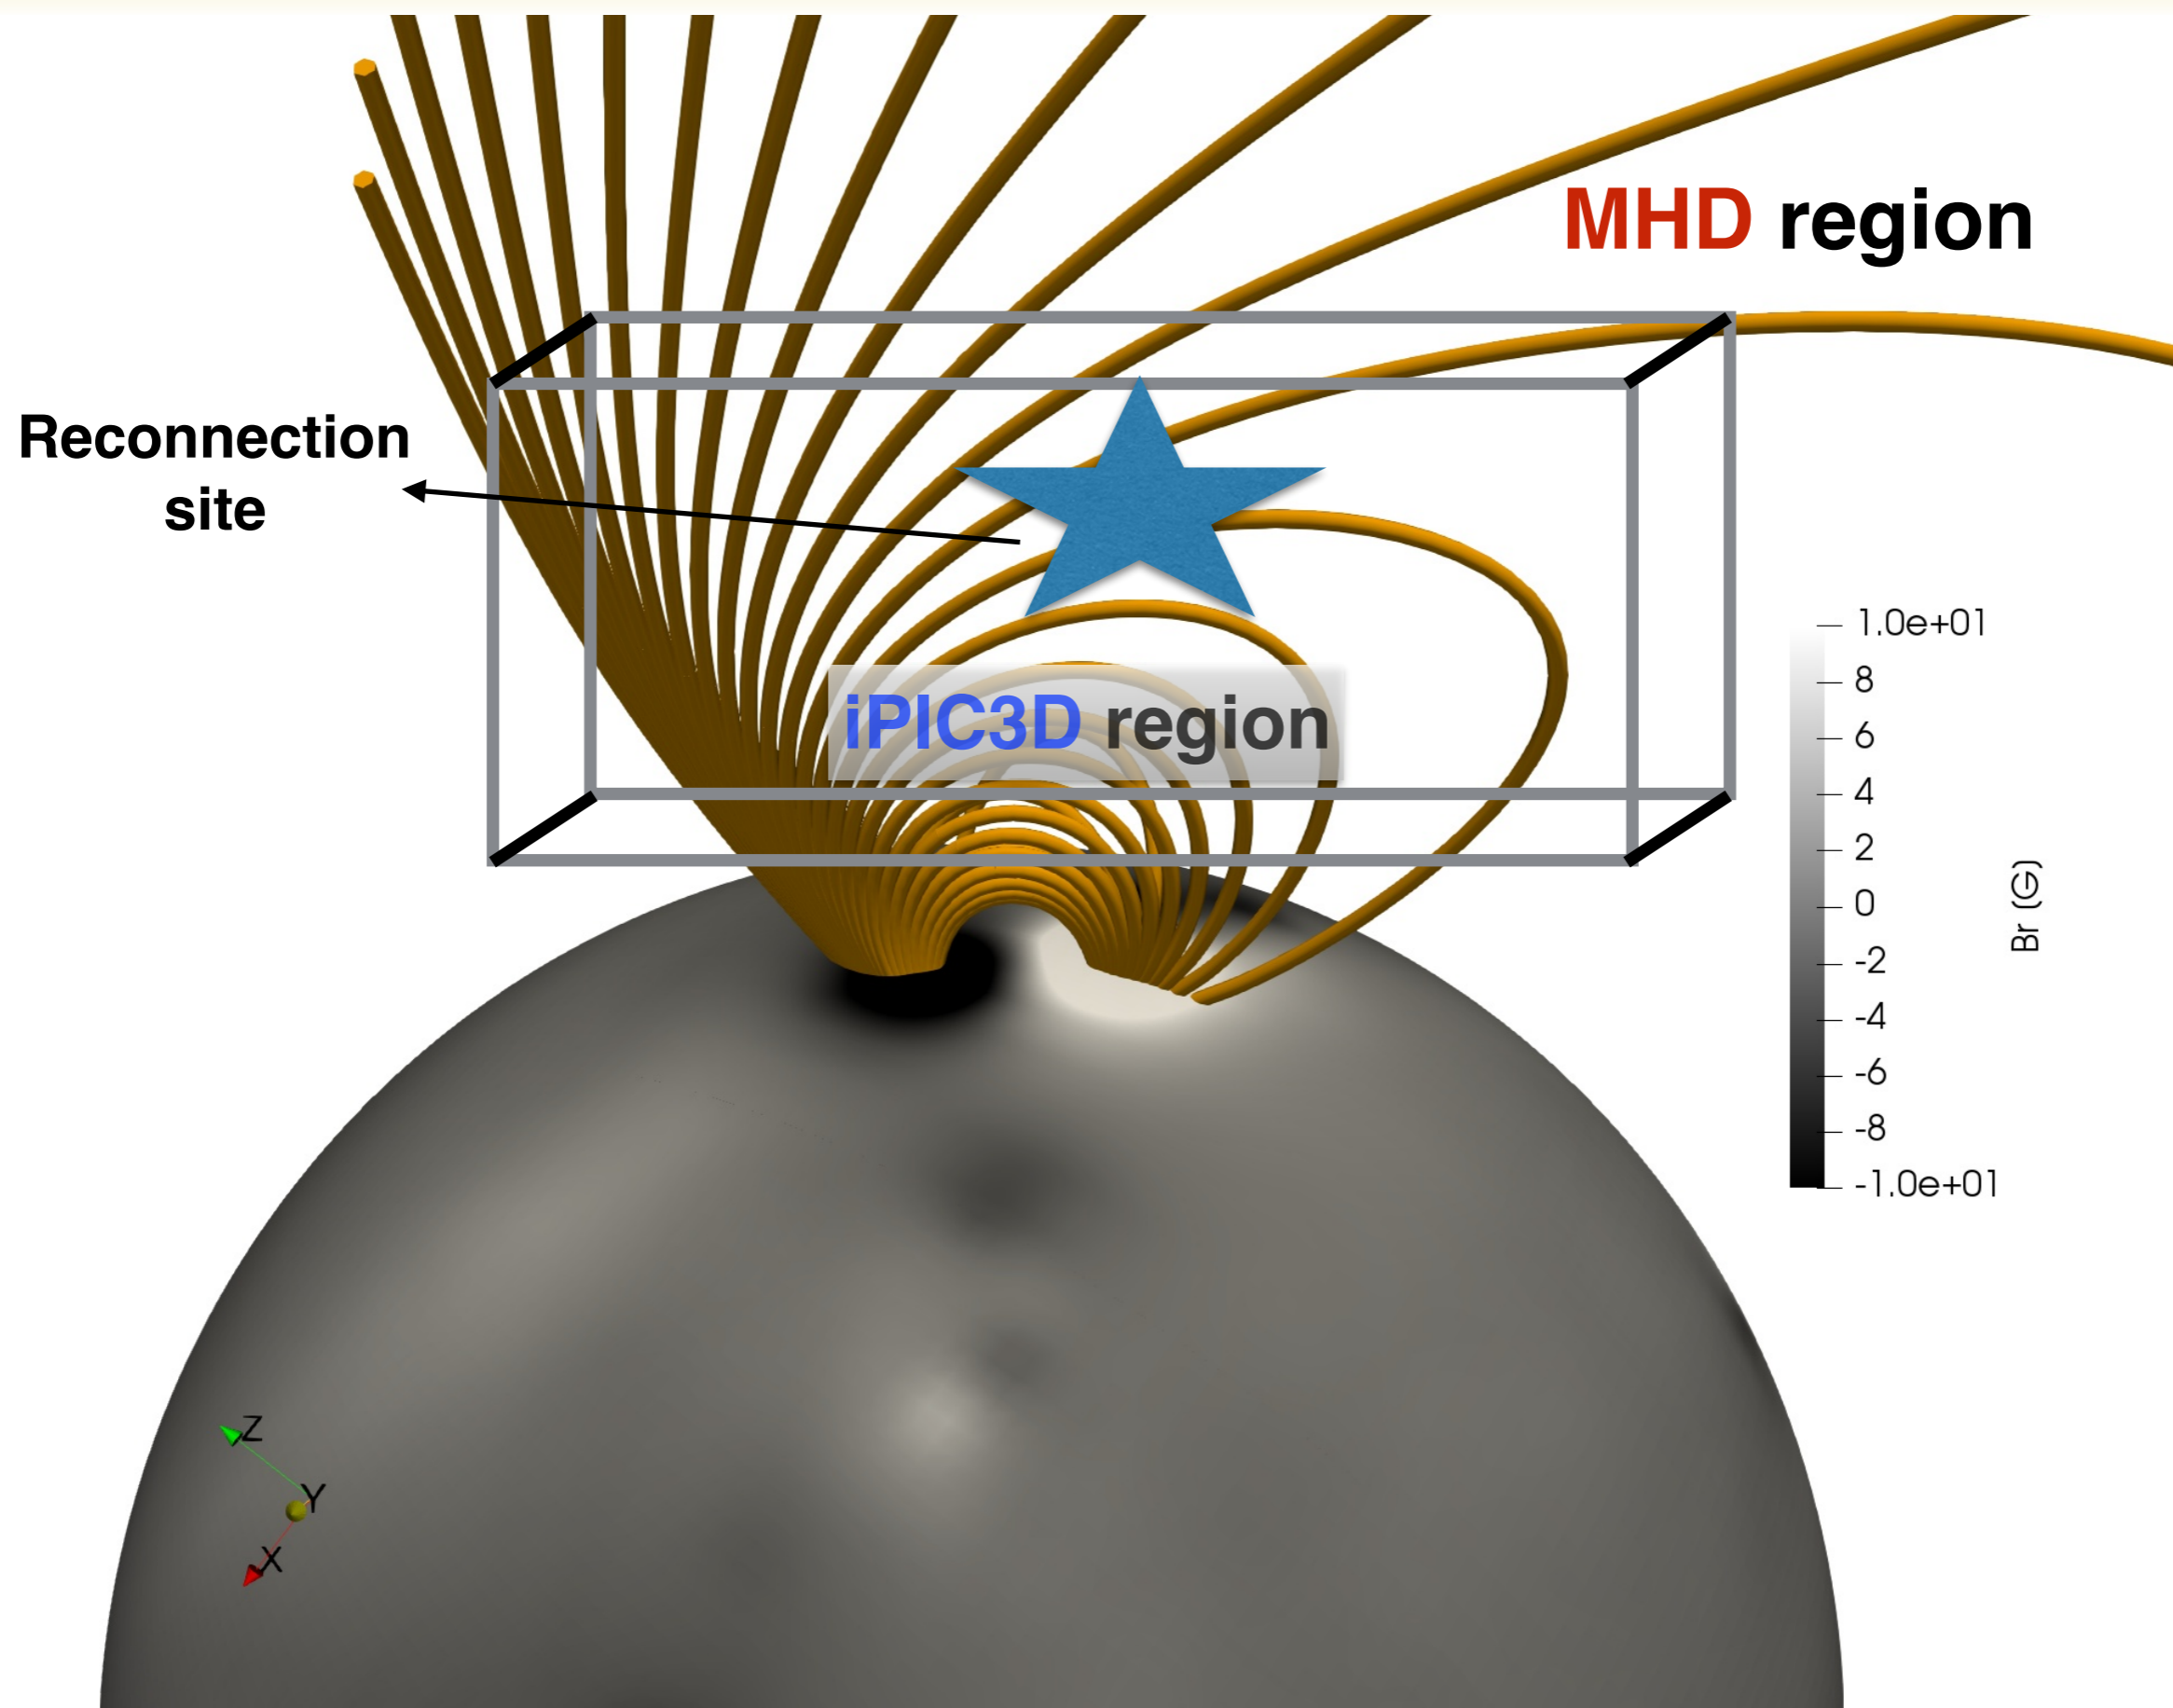 MHD region
Reconnection
site
iPIC3D region
1.0e+01
8
6
4
2
0
-2
-4
-6
-8
-1.0e+01
Br (G)
Z
Y
X